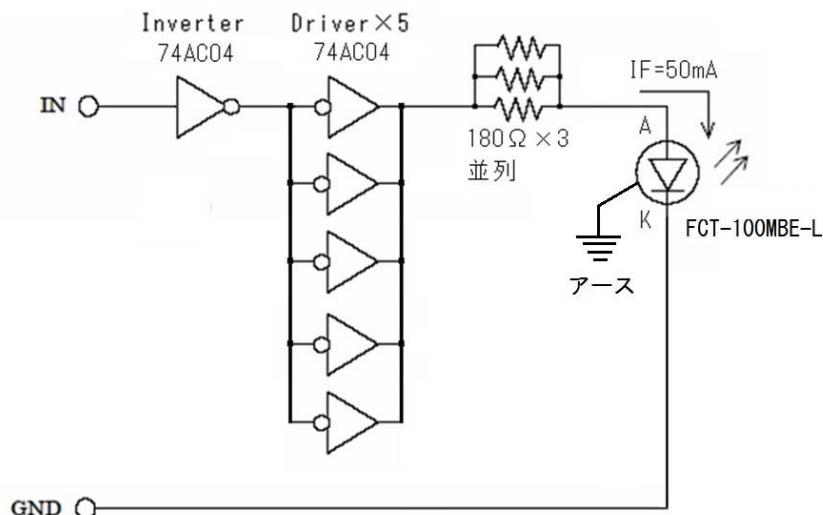 Inverter
74AC04
Driver×5
74AC04
IN
180Ω×3
並列
IF=50mA
A
K
FCT-100MBE-L
アース
GND